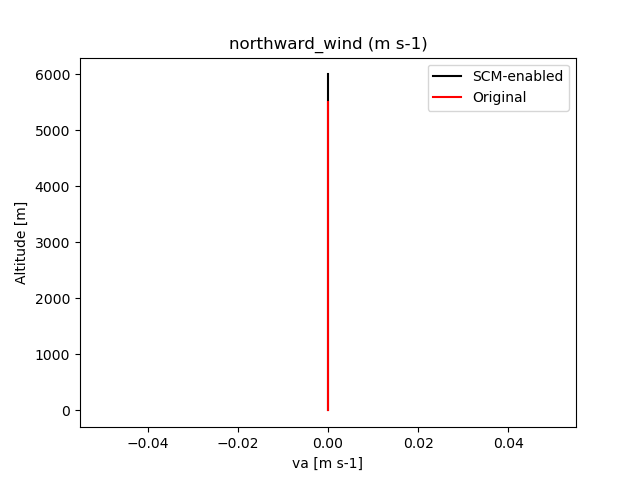 northward_wind (m s-1)
SCM-enabled
Original
6000
5000
4000
3000
2000
1000
0
Altitude [m]
−0.04
−0.02
0.00
0.02
0.04
va [m s-1]